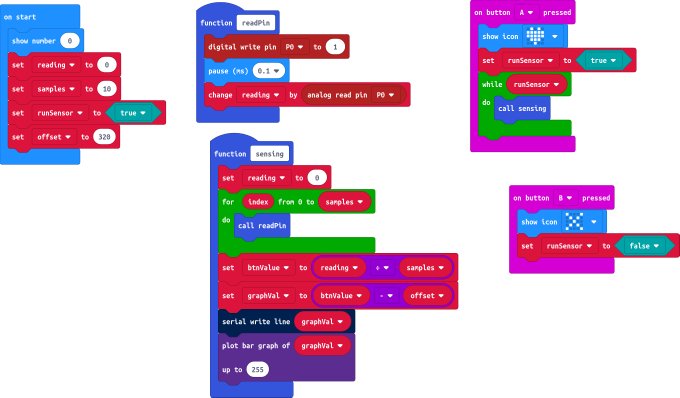 on start
show number 0
set reading to 0
set samples to 10
set runSensor to true
set offset to 320
function readPin
digital write pin P0 to 1
pause (ms) 0.1
change reading by analog read pin P0
function sensing
set reading to 0
for index from 0 to samples
do call readPin
set btnValue to reading ÷ samples
set graphVal to btnValue - offset
serial write line graphVal
plot bar graph of graphVal
up to 255
on button A pressed
show icon
set runSensor to true
while runSensor
do call sensing
on button B pressed
show icon
set runSensor to false